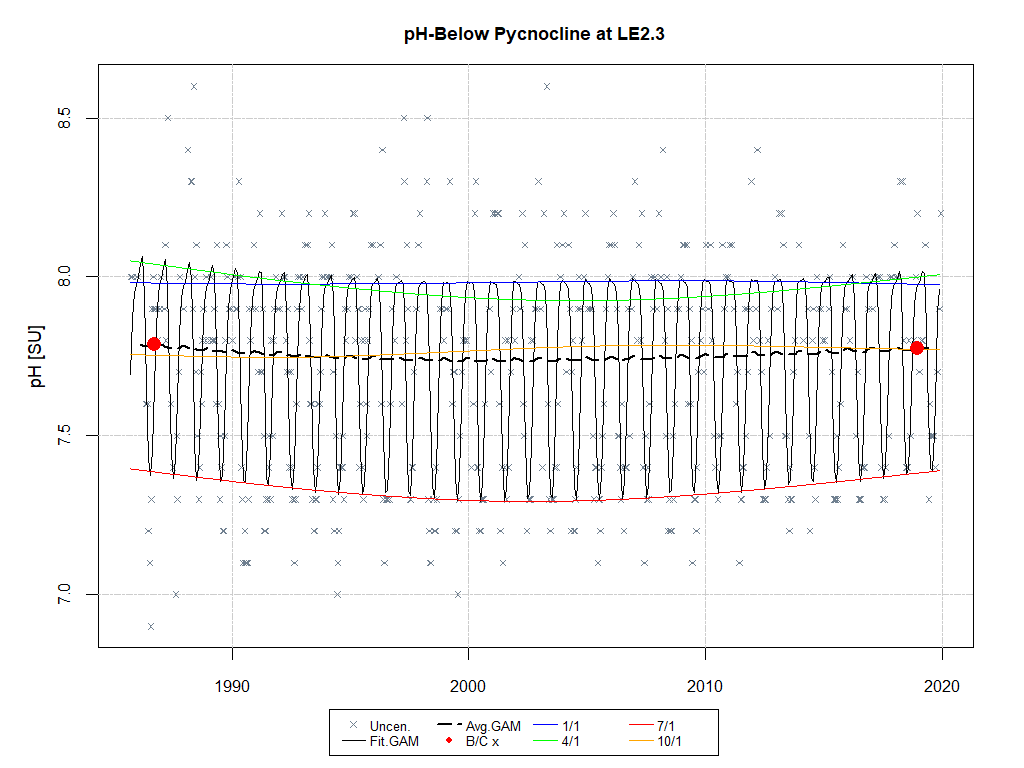 pH-Below Pycnocline at LE2.3
pH [SU]
8.5
8.0
7.5
7.0
1990
2000
2010
2020
Uncen. Avg.GAM 1/1 7/1
Fit.GAM B/C x 4/1 10/1